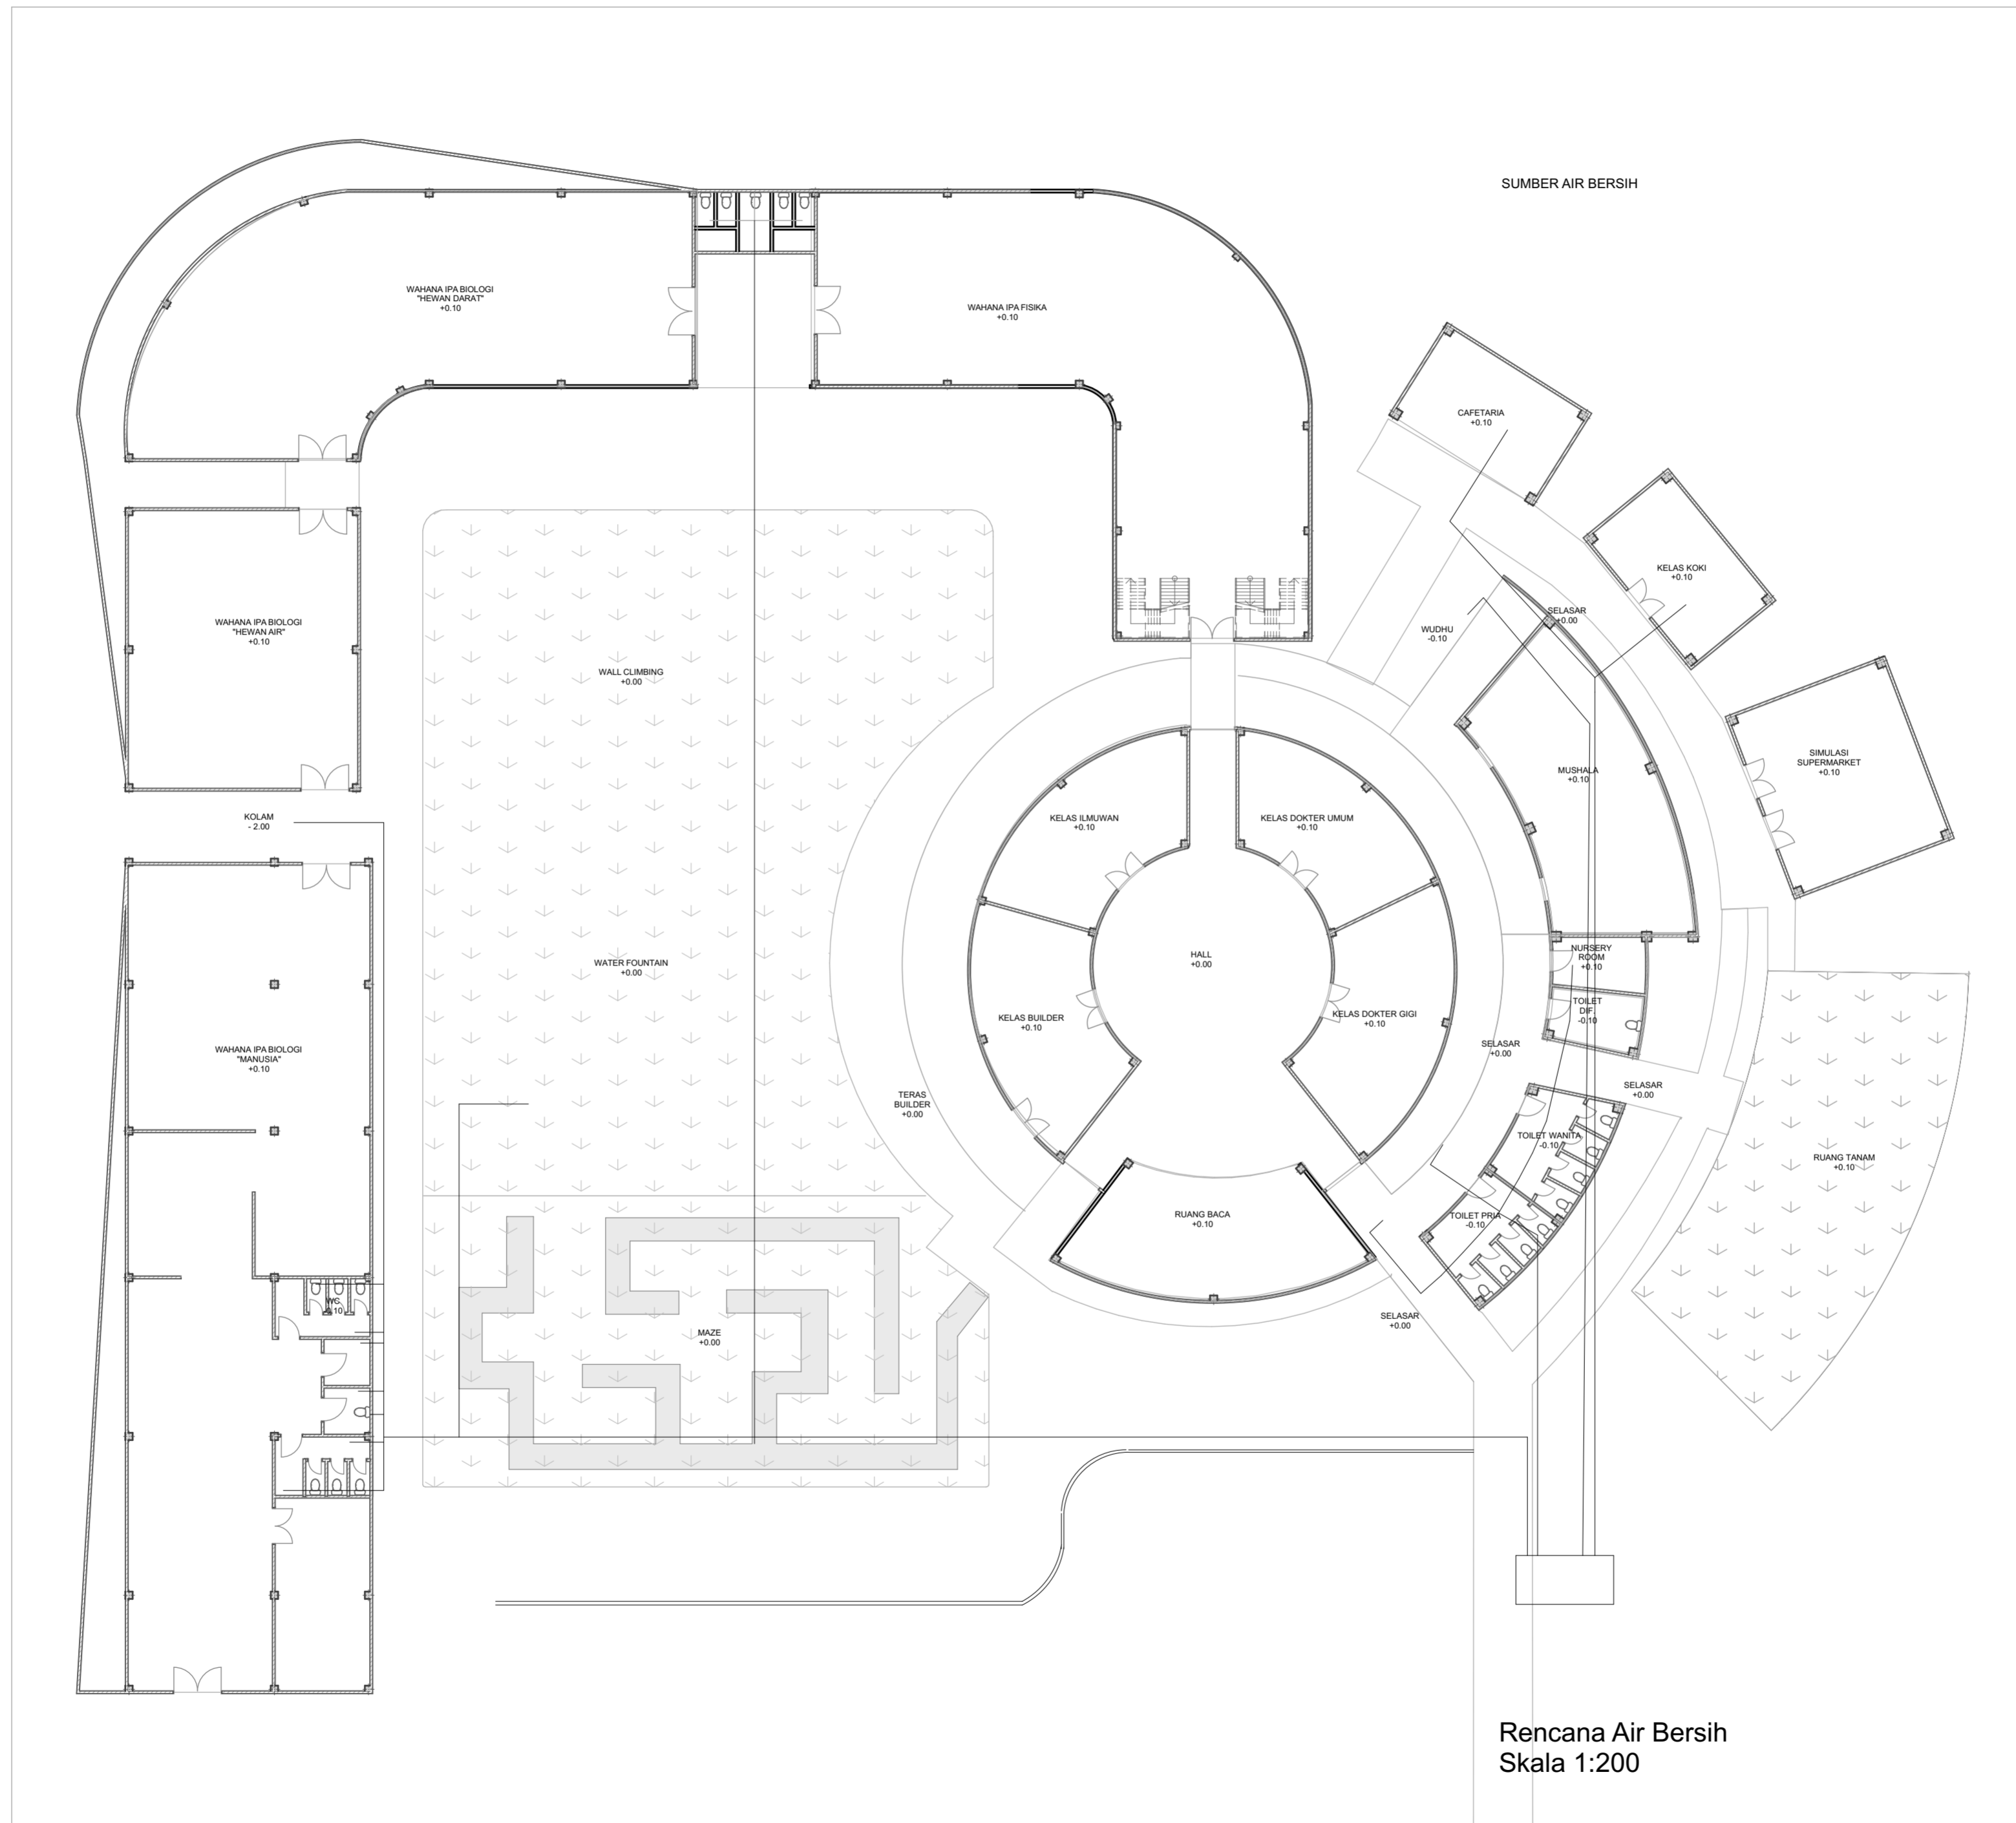 SUMBER AIR BERSIH
WAHANA IPA BIOLOGI
"HEWAN DARAT"
+0.10
WAHANA IPA FISIKA
+0.10
CAFETARIA
+0.10
KELAS KOKI
+0.10
SELASAR
+0.00
WUDHU
-0.10
WAHANA IPA BIOLOGI
"HEWAN AIR"
+0.10
WALL CLIMBING
+0.00
SIMULASI
SUPERMARKET
+0.10
MUSHALA
+0.10
KOLAM
- 2.00
KELAS ILMUWAN
+0.10
KELAS DOKTER UMUM
+0.10
HALL
+0.00
NURSERY
ROOM
+0.10
WATER FOUNTAIN
+0.00
TOILET
DIF.
-0.10
KELAS BUILDER
+0.10
KELAS DOKTER GIGI
+0.10
SELASAR
+0.00
WAHANA IPA BIOLOGI
"MANUSIA"
+0.10
SELASAR
+0.00
TERAS
BUILDER
+0.00
TOILET WANITA
-0.10
RUANG TANAM
+0.10
RUANG BACA
+0.10
TOILET PRIA
-0.10
WC
SELASAR
+0.00
MAZE
+0.00
Rencana Air Bersih
Skala 1:200